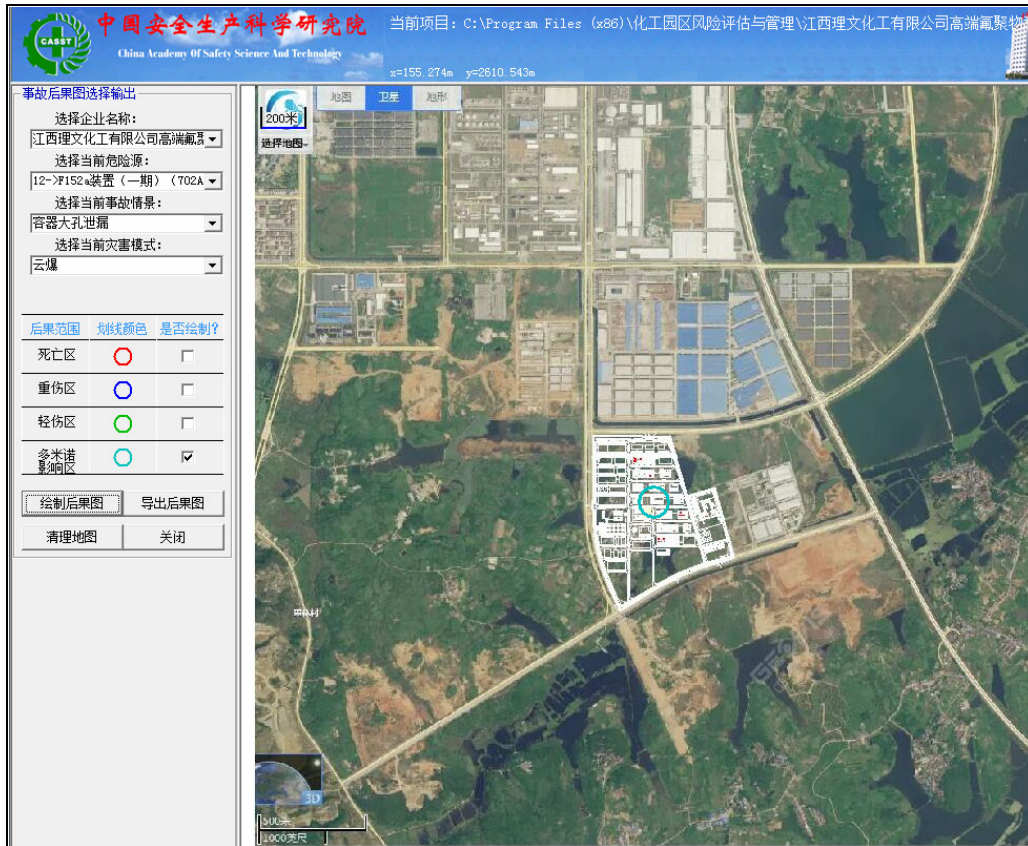 中国安全生产科学研究院
China Academy Of Safety Science And Technology
CASST
当前项目: C:\Program Files (x86)\化工园区风险评估与管理\江西理文化工有限公司高端氟聚物
x=155.274m y=2610.543m
事故后果图选择输出
选择企业名称:
江西理文化工有限公司高端氟聚
选择当前危险源:
12->F152a装置（一期）（702A
选择当前事故情景:
容器大孔泄漏
选择当前灾害模式:
云爆
后果范围 划线颜色 是否绘制?
死亡区
重伤区
轻伤区
多米诺
影响区
绘制后果图 导出后果图
清理地图 关闭
200米
选择地图
地图 卫星 地形
3D
500米
1000英尺